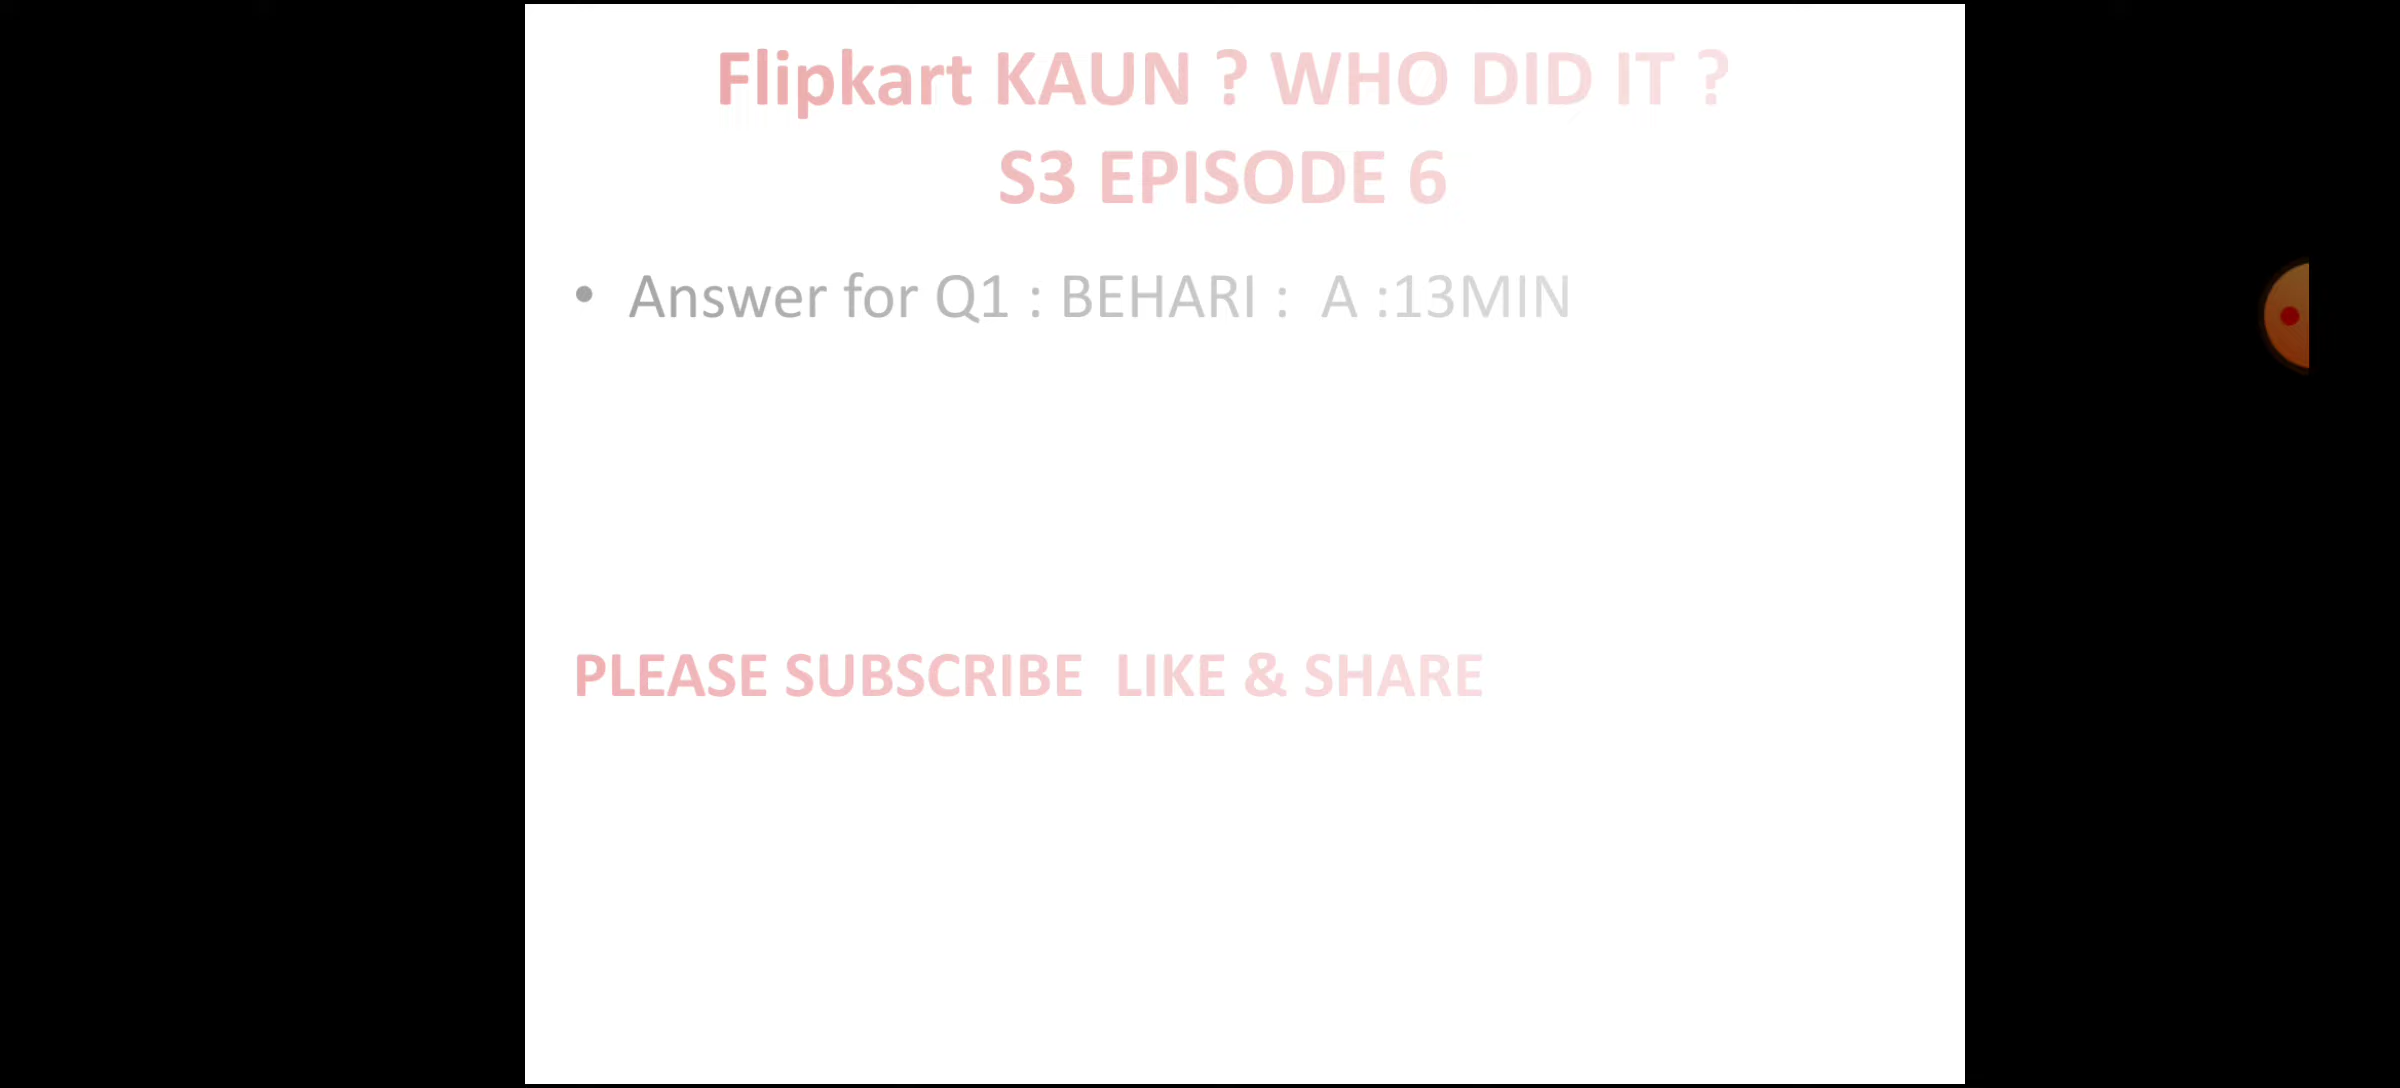 Flipkart KAUN ? WHO DID IT ?
S3 EPISODE 6
• Answer for Q1 : BEHARI :  A :13MIN
PLEASE SUBSCRIBE  LIKE & SHARE